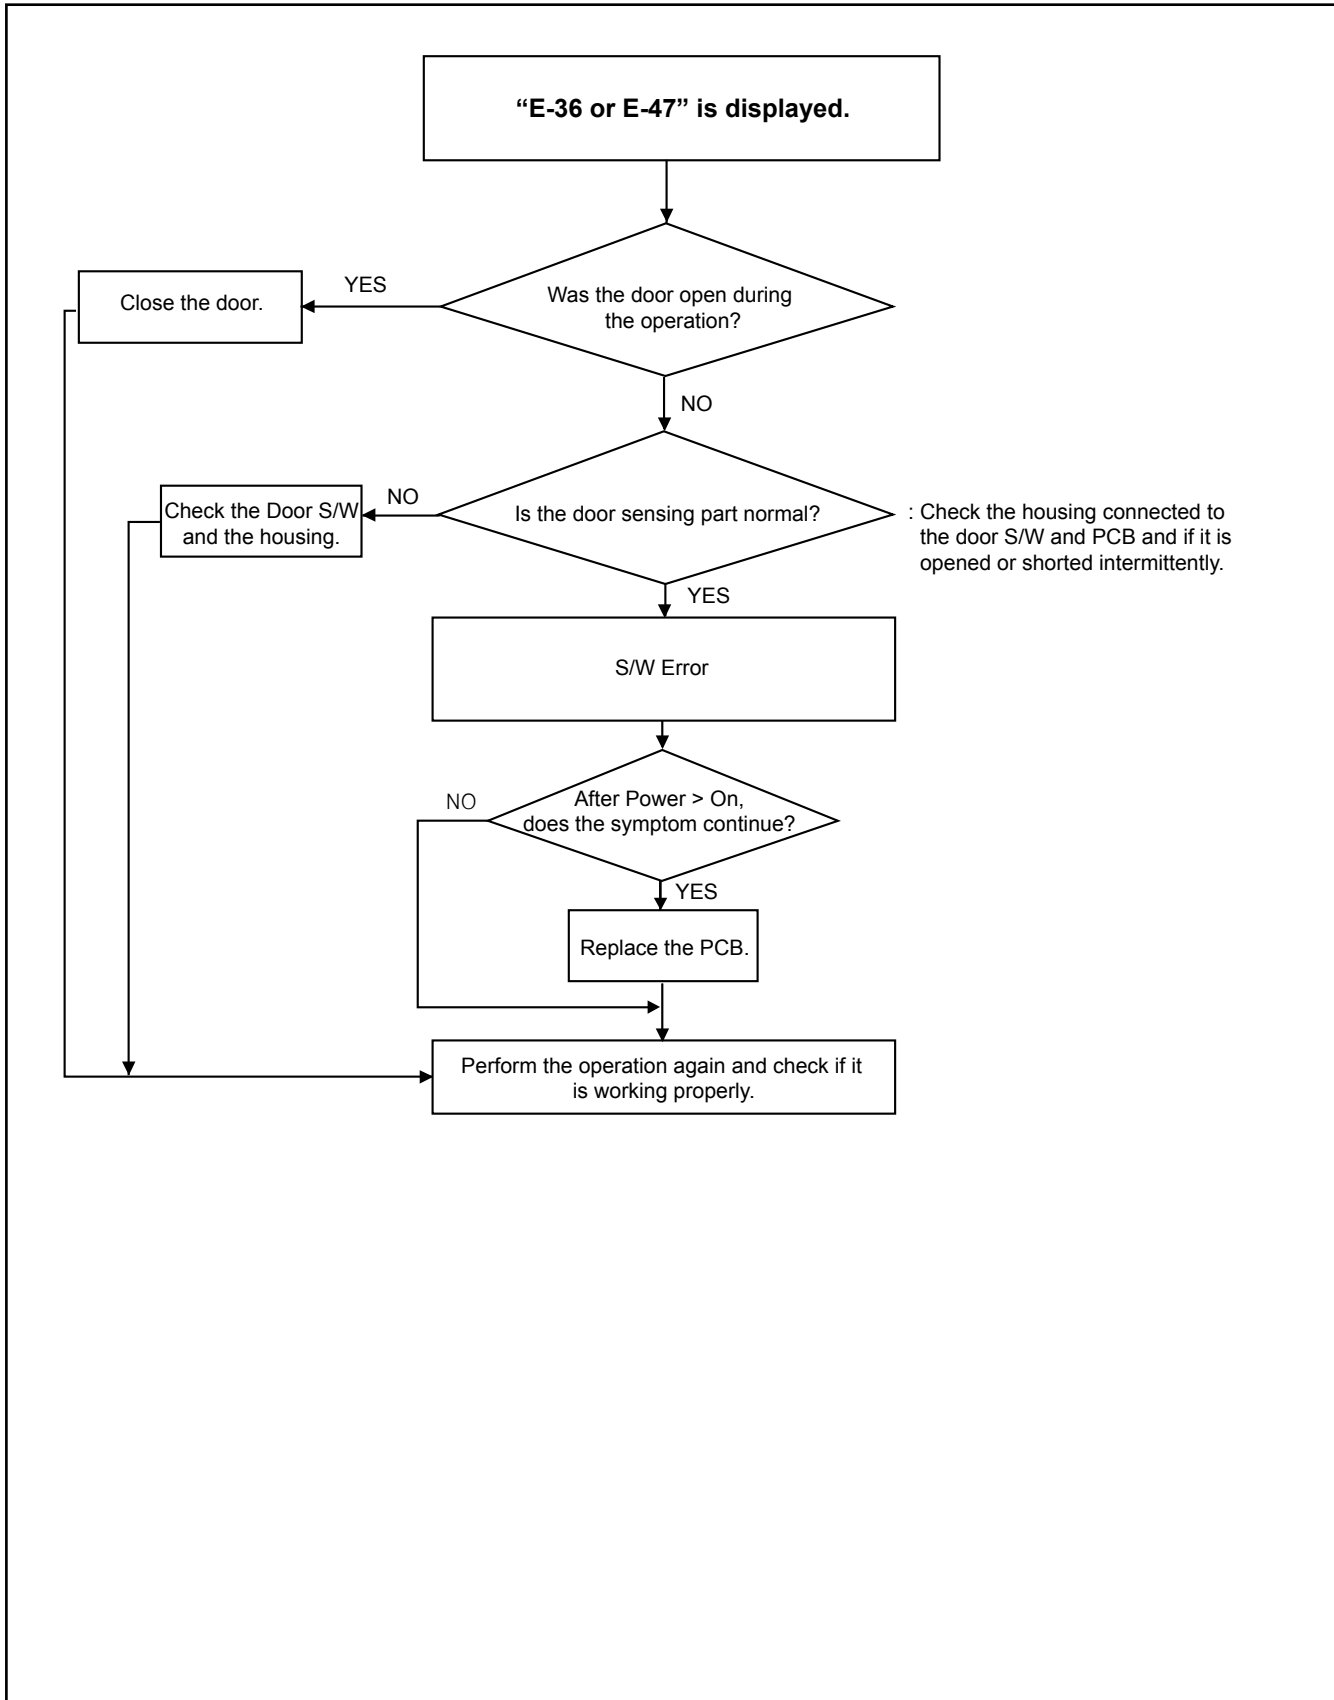 “E-36 or E-47” is displayed.
YES
Close the door.
Was the door open during
the operation?
NO
NO
Check the Door S/W
and the housing.
Is the door sensing part normal?
: Check the housing connected to
the door S/W and PCB and if it is
opened or shorted intermittently.
YES
S/W Error
NO
After Power > On,
does the symptom continue?
YES
Replace the PCB.
Perform the operation again and check if it
is working properly.